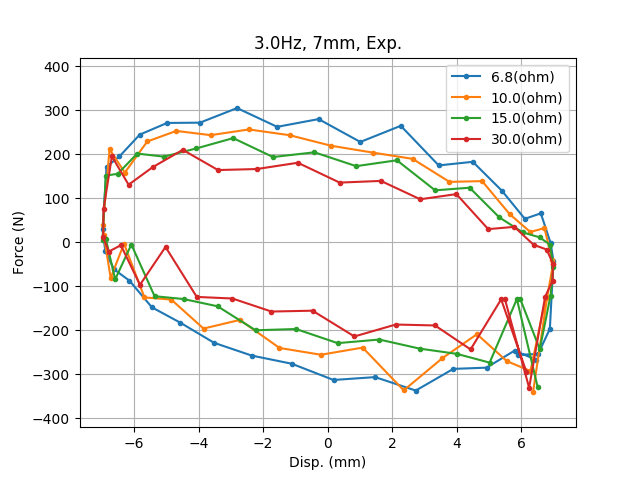 3.0Hz, 7mm, Exp.
6.8(ohm)
10.0(ohm)
15.0(ohm)
30.0(ohm)
Force (N)
400
300
200
100
0
−100
−200
−300
−400
−6 −4 −2 0 2 4 6
Disp. (mm)